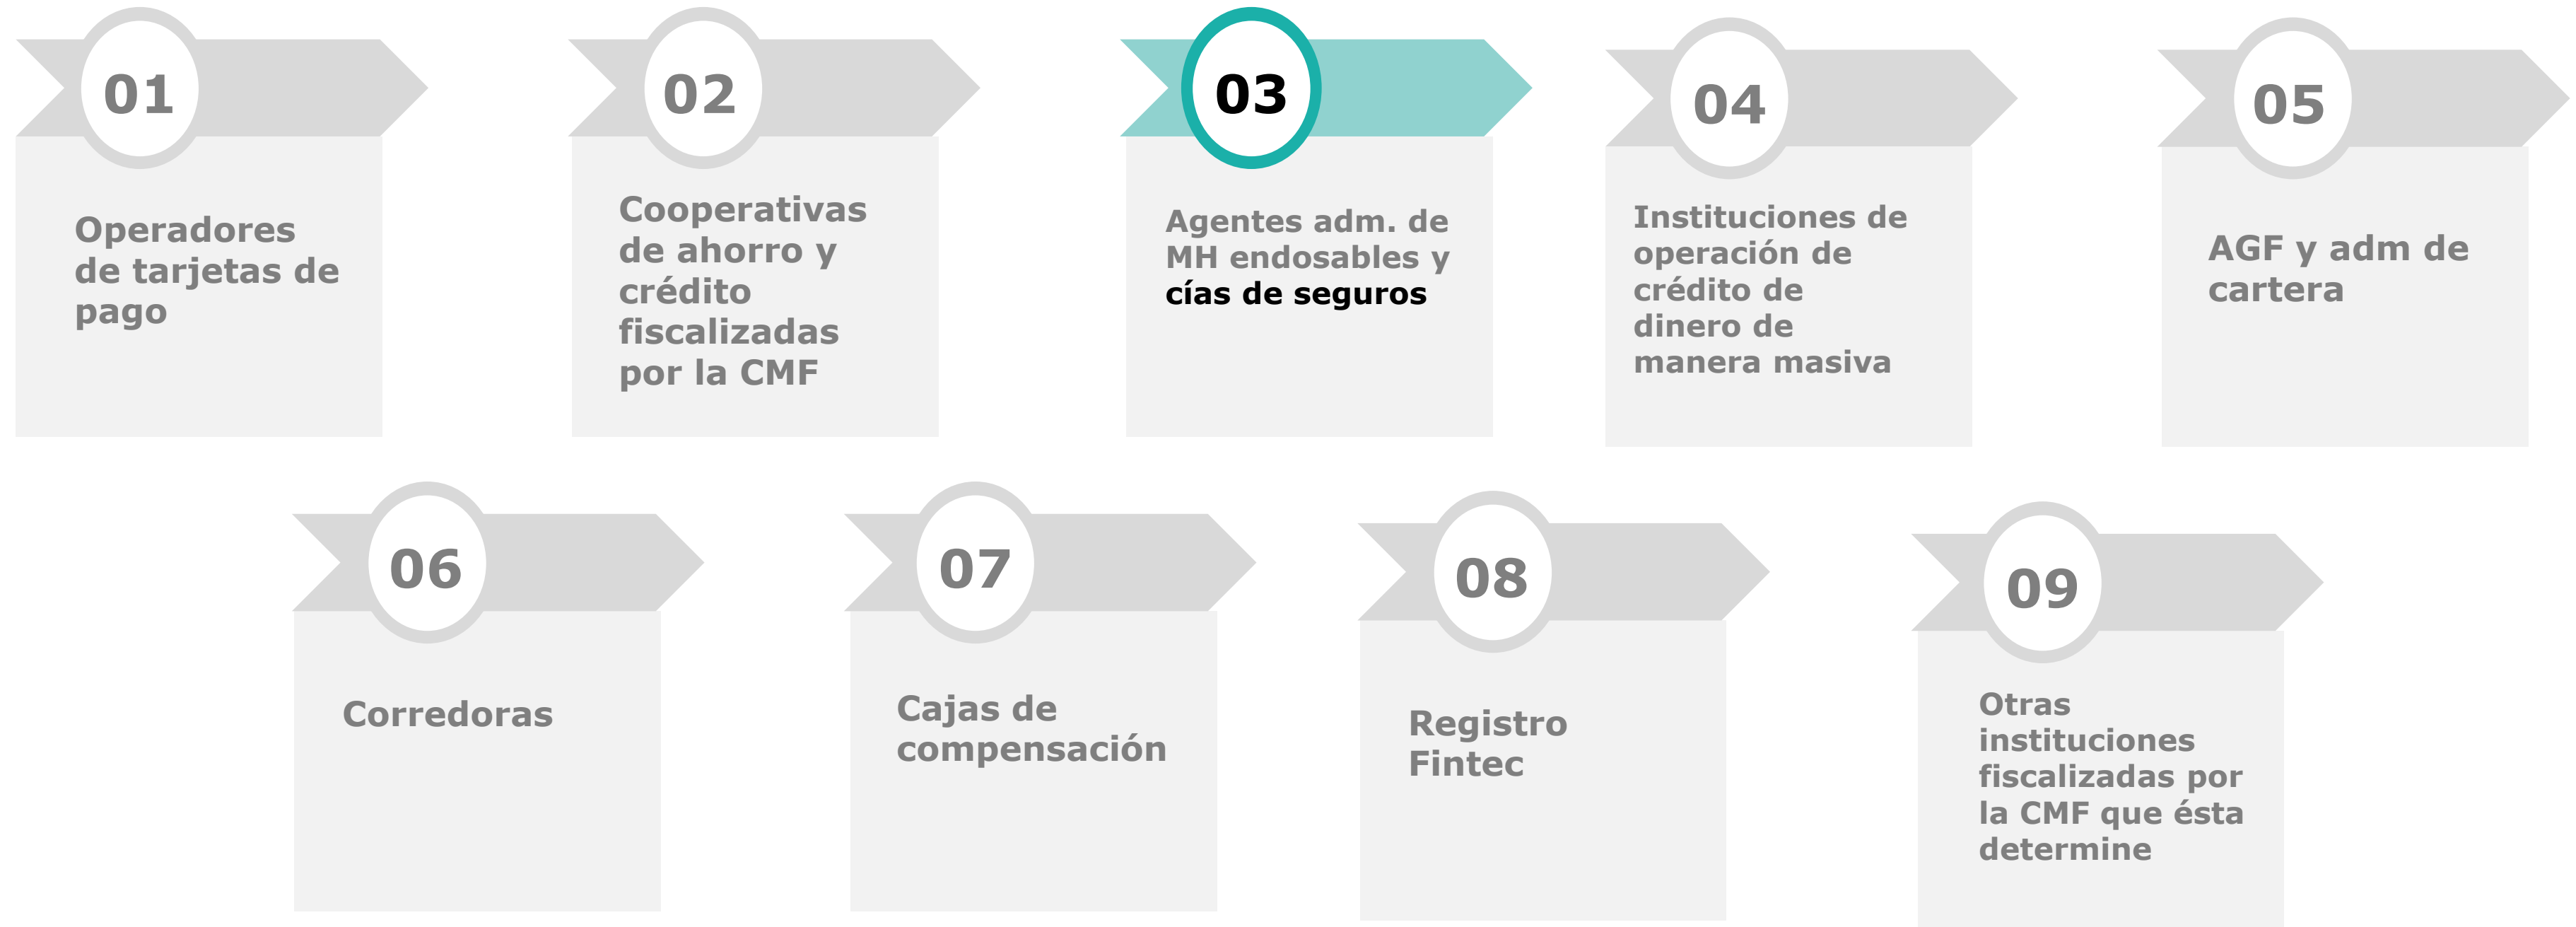 01
Operadores
de tarjetas de
pago
02
Cooperativas
de ahorro y
crédito
fiscalizadas
por la CMF
03
Agentes adm. de
MH endosables y
cías de seguros
04
Instituciones de
operación de
crédito de
dinero de
manera masiva
05
AGF y adm de
cartera
06
Corredoras
07
Cajas de
compensación
08
Registro
Fintec
09
Otras
instituciones
fiscalizadas por
la CMF que ésta
determine